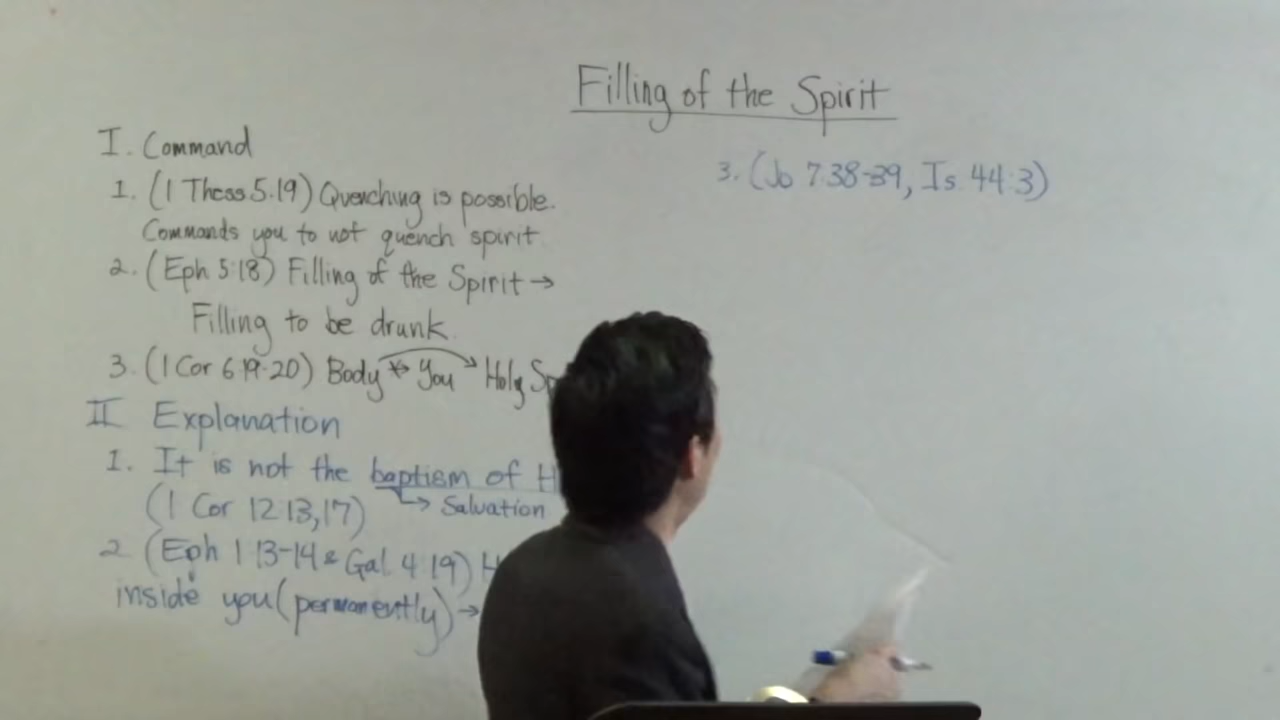 Filling of the Spirit
I. Command
1. (1 Thess 5:19) Quenching is possible.
Commands you to not quench spirit
2. (Eph 5:18) Filling of the Spirit →
Filling to be drunk.
3. (1 Cor 6:19-20) Body You → Holy Sp
II Explanation
1. It is not the baptism of H
(1 Cor 12:13,17) → Salvation
2 (Eph 1:13-14 & Gal. 4:19) H
inside you (permanently) →
3. (Jo 7:38-39, Is. 44:3)